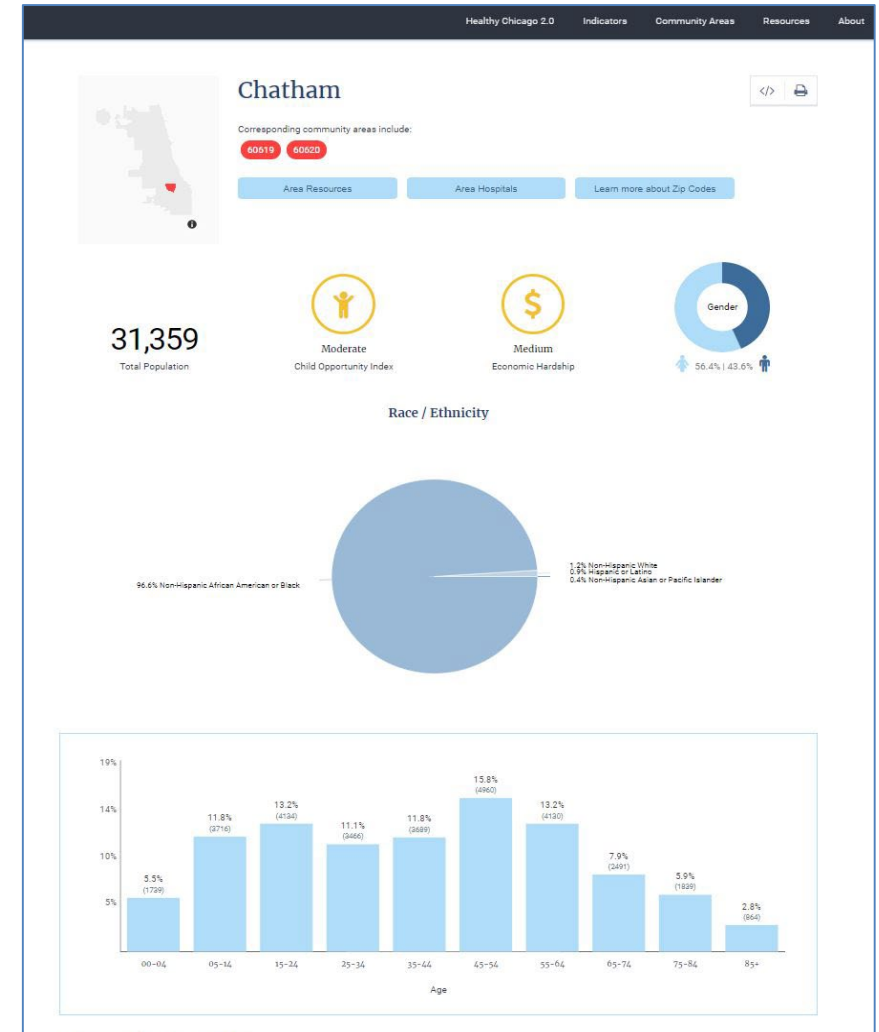 Healthy Chicago 2.0 Indicators Community Areas Resources About
Chatham
</>
Corresponding community areas include:
60619 60620
Area Resources Area Hospitals Learn more about Zip Codes
31,359
Total Population
Moderate
Child Opportunity Index
$
Medium
Economic Hardship
Gender
56.4% | 43.6%
Race / Ethnicity
96.6% Non-Hispanic African American or Black
1.2% Non-Hispanic White
0.9% Hispanic or Latino
0.4% Non-Hispanic Asian or Pacific Islander
19%
14%
10%
5%
5.5%
(1739)
11.8%
(3716)
13.2%
(4134)
11.1%
(3466)
11.8%
(3689)
15.8%
(4960)
13.2%
(4130)
7.9%
(2491)
5.9%
(1839)
2.8%
(864)
00-04 05-14 15-24 25-34 35-44 45-54 55-64 65-74 75-84 85+
Age